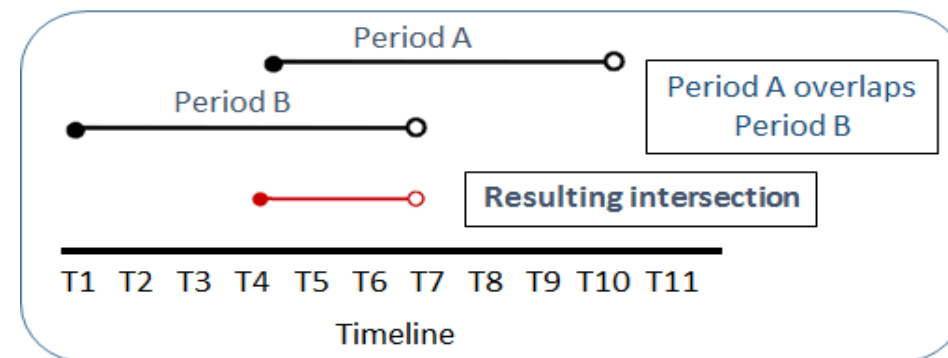 Period A
Period A overlaps
Period B
Period B
Resulting intersection
T1 T2 T3 T4 T5 T6 T7 T8 T9 T10 T11
Timeline